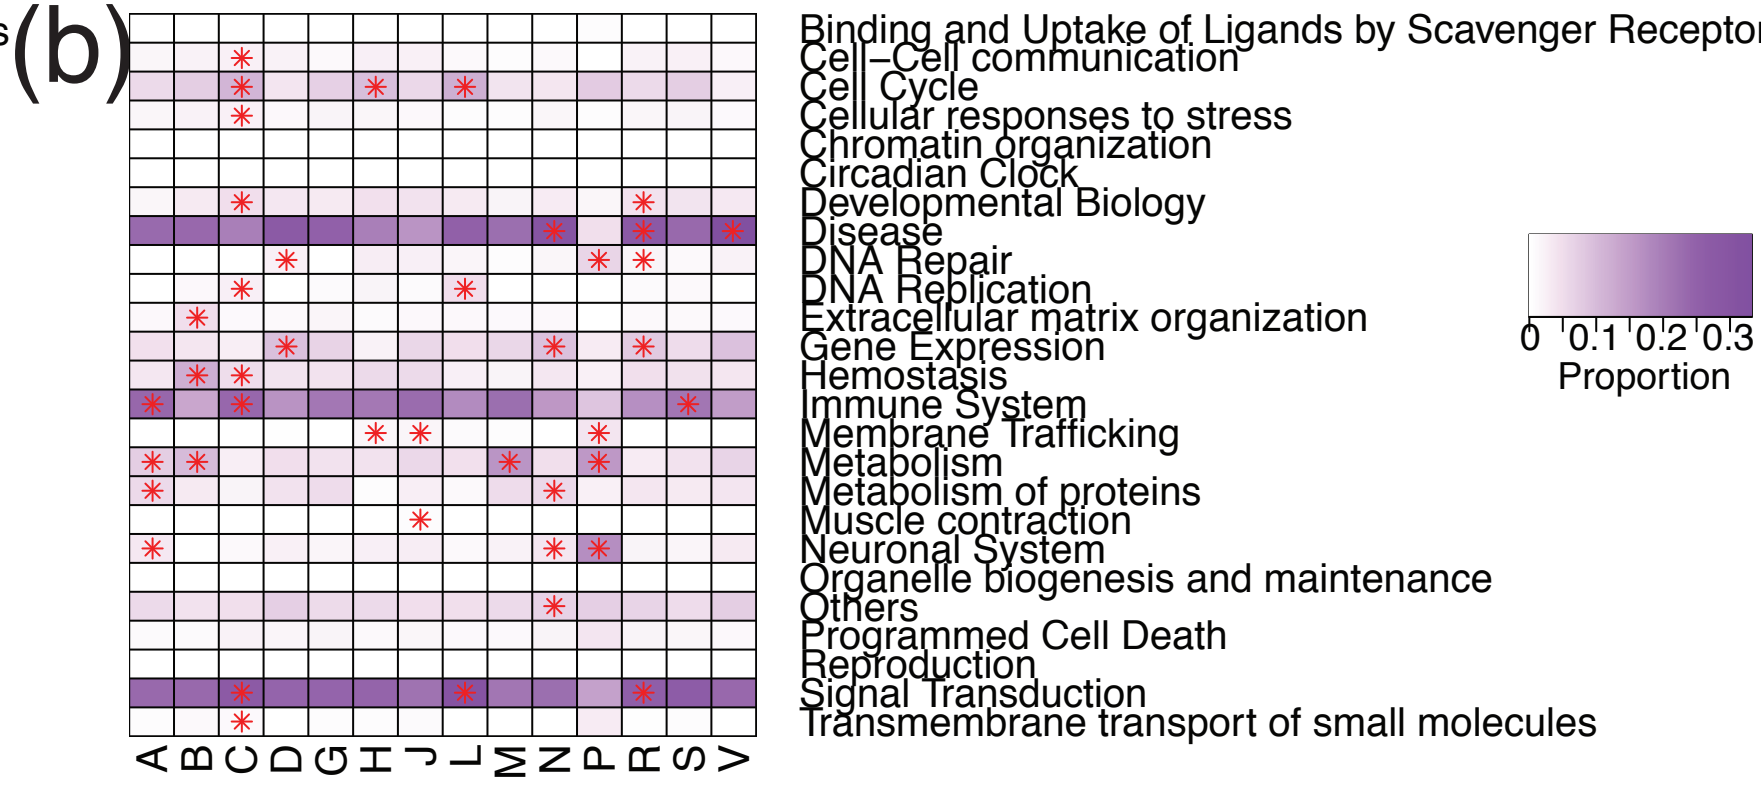 s
(b)
Binding and Uptake of Ligands by Scavenger Receptor
Cell−Cell communication
Cell Cycle
Cellular responses to stress
Chromatin organization
Circadian Clock
Developmental Biology
Disease
DNA Repair
DNA Replication
Extracellular matrix organization
Gene Expression
Hemostasis
Immune System
Membrane Trafficking
Metabolism
Metabolism of proteins
Muscle contraction
Neuronal System
Organelle biogenesis and maintenance
Others
Programmed Cell Death
Reproduction
Signal Transduction
Transmembrane transport of small molecules
A B C D G H J L M N P R S V
0 0.1 0.2 0.3
Proportion